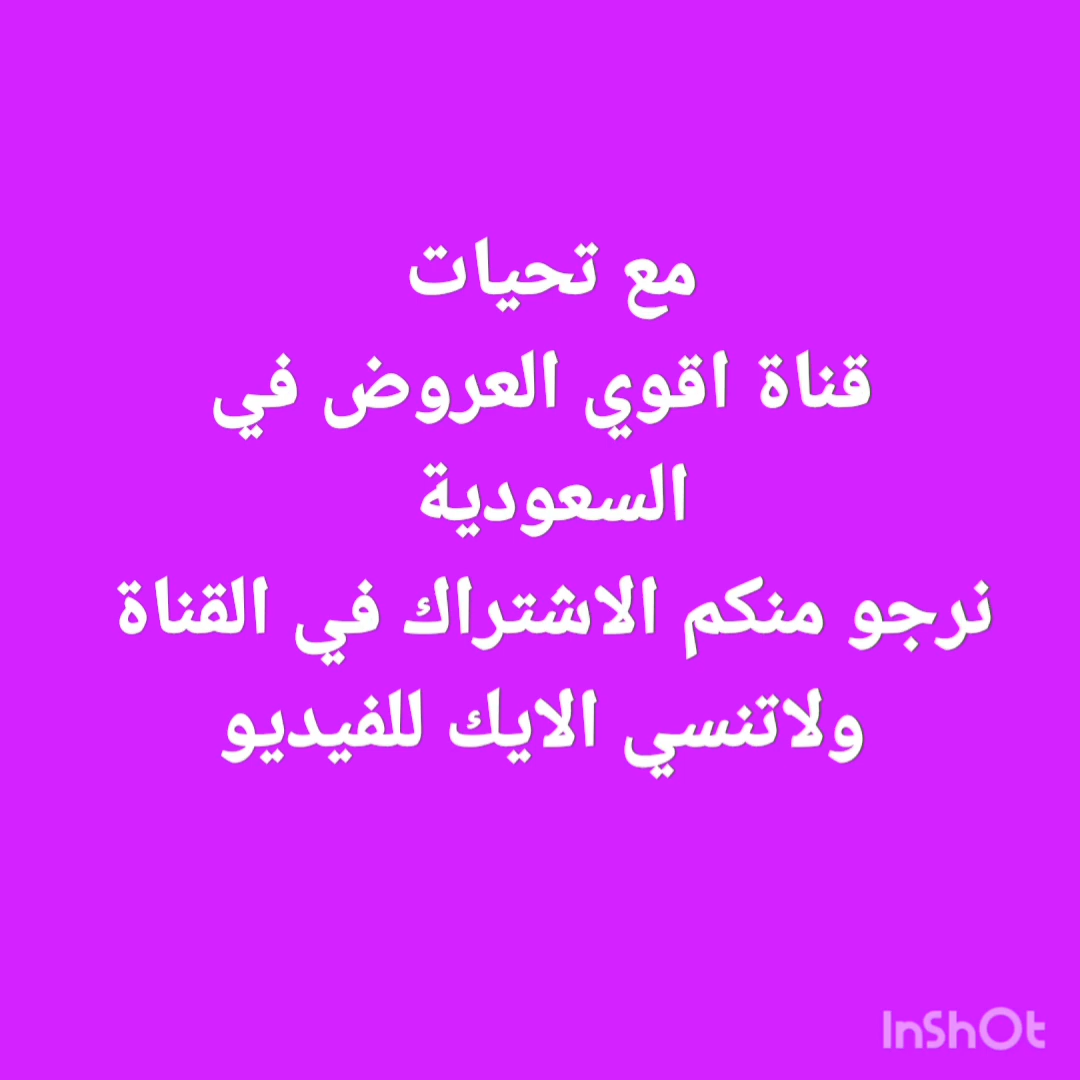 مع تحيات
قناة اقوي العروض في
السعودية
نرجو منكم الاشتراك في القناة
ولاتنسي الايك للفيديو
InShOt